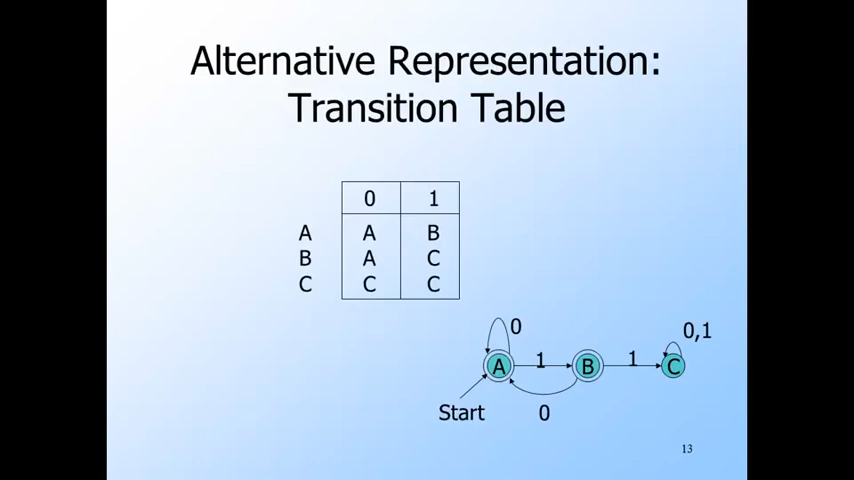 Alternative Representation:
Transition Table
0 1
A A B
B A C
C C C
0 0,1
A 1 B 1 C
Start 0
13